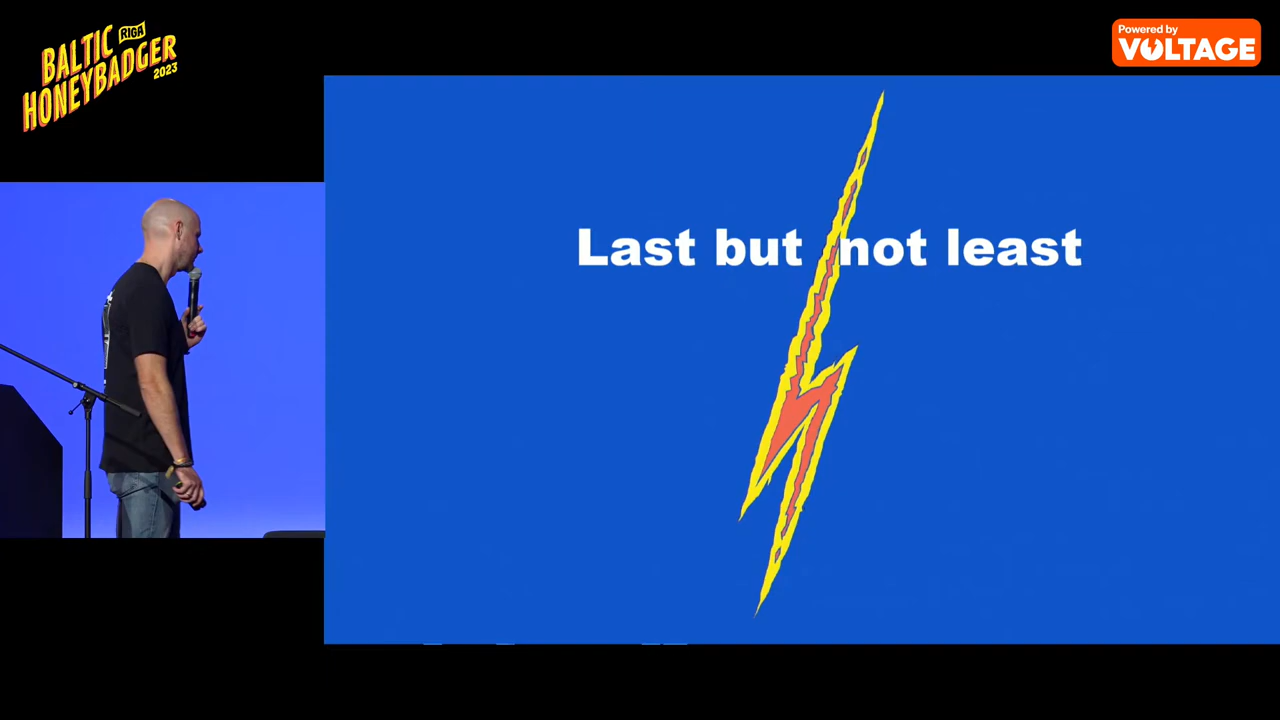 BALTIC RIGA
HONEYBADGER
2023
Powered by
VOLTAGE
Last but not least